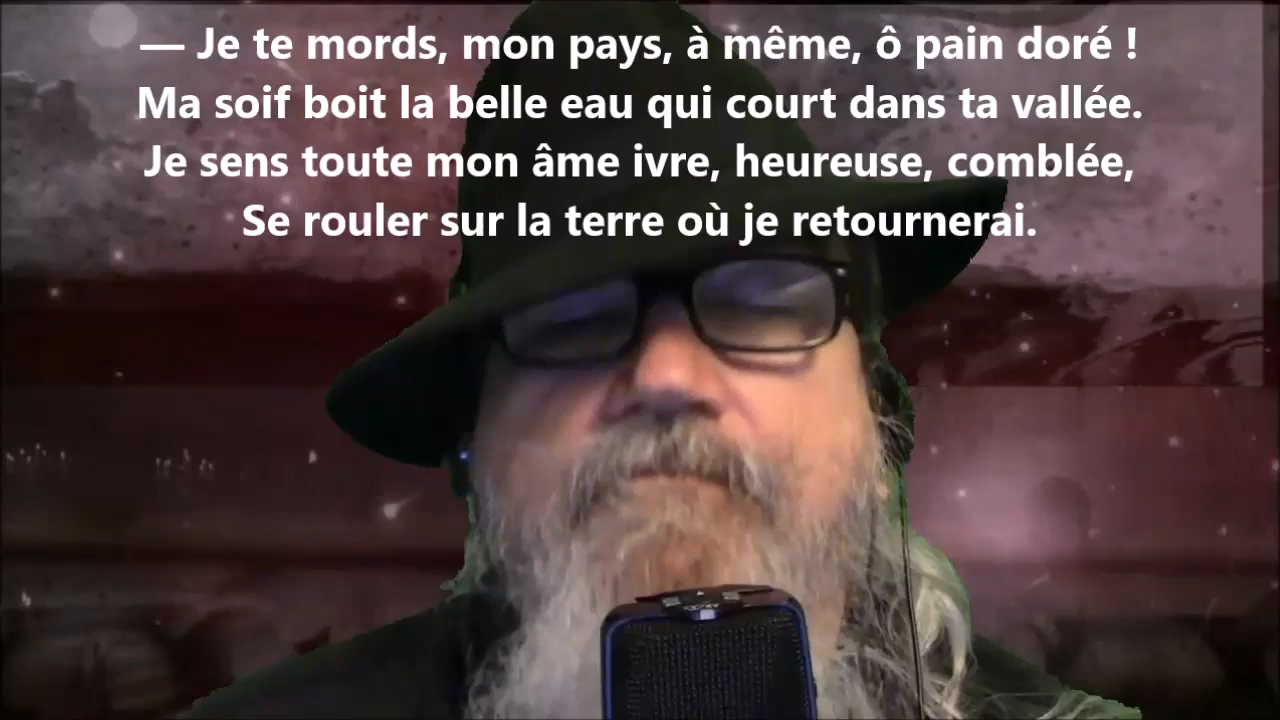 — Je te mords, mon pays, à même, ô pain doré !
Ma soif boit la belle eau qui court dans ta vallée.
Je sens toute mon âme ivre, heureuse, comblée,
Se rouler sur la terre où je retournerai.